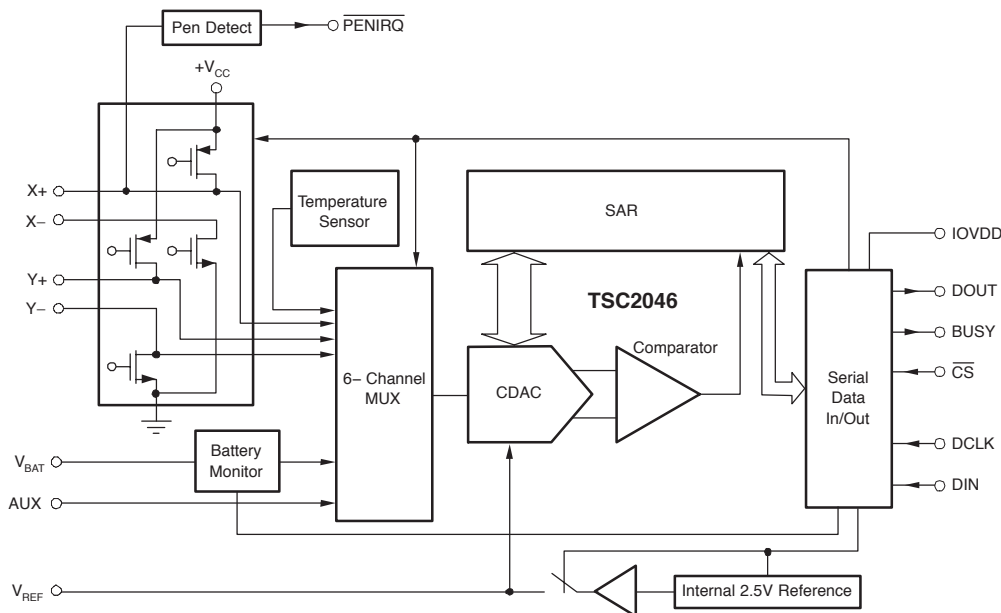 Pen Detect
PENIRQ
+VCC
X+
X–
Y+
Y–
Temperature
Sensor
SAR
IOVDD
DOUT
BUSY
CS
DCLK
DIN
TSC2046
Comparator
6– Channel
MUX
CDAC
Serial
Data
In/Out
Battery
Monitor
VBAT
AUX
VREF
Internal 2.5V Reference